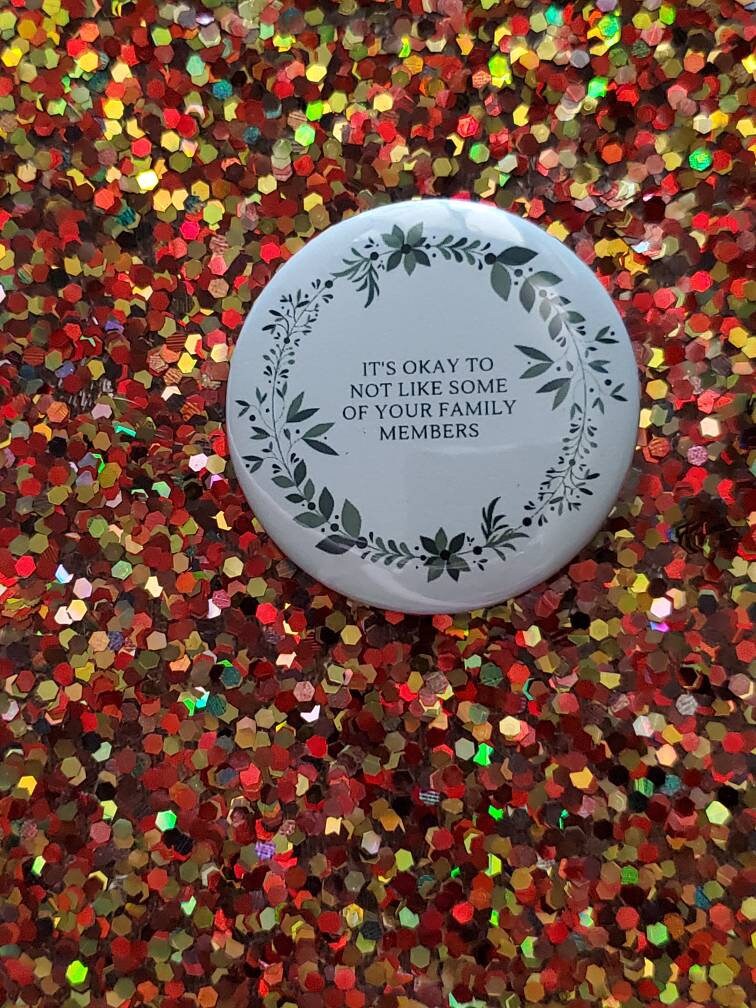 IT'S OKAY TO
NOT LIKE SOME
OF YOUR FAMILY
MEMBERS